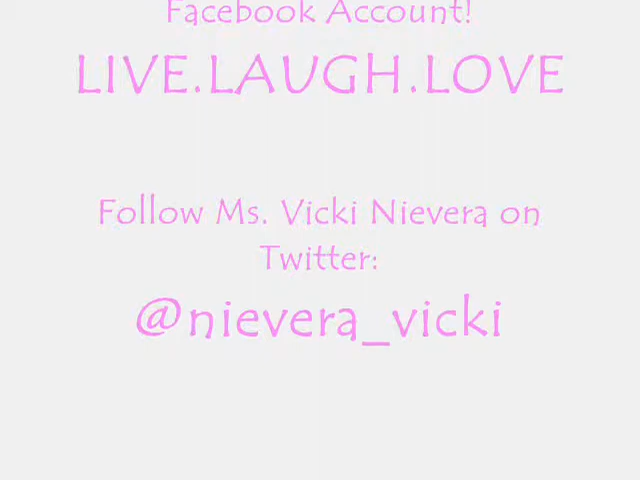 Facebook Account!
LIVE.LAUGH.LOVE
Follow Ms. Vicki Nievera on
Twitter:
@nievera_vicki